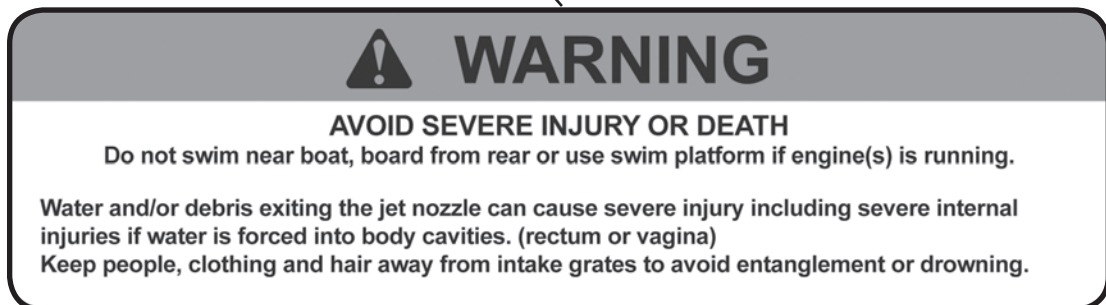 WARNING
AVOID SEVERE INJURY OR DEATH
Do not swim near boat, board from rear or use swim platform if engine(s) is running.
Water and/or debris exiting the jet nozzle can cause severe injury including severe internal
injuries if water is forced into body cavities. (rectum or vagina)
Keep people, clothing and hair away from intake grates to avoid entanglement or drowning.